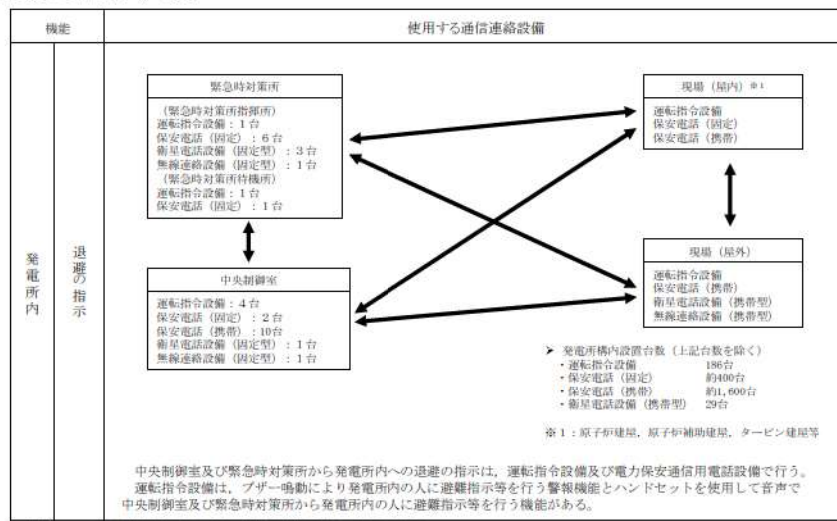 機能
使用する通信連絡設備
発電所内
退避の指示
緊急時対策所
（緊急時対策所指揮所）
運転指令設備：１台
保安電話（固定）：６台
衛星電話設備（固定型）：３台
無線連絡設備（固定型）：１台
（緊急時対策所待機所）
運転指令設備：１台
保安電話（固定）：１台
現場（屋内）※1
運転指令設備
保安電話（固定）
保安電話（携帯）
中央制御室
運転指令設備：４台
保安電話（固定）：２台
保安電話（携帯）：10台
衛星電話設備（固定型）：１台
無線連絡設備（固定型）：１台
現場（屋外）
運転指令設備
保安電話（携帯）
衛星電話設備（携帯型）
無線連絡設備（携帯型）
➢ 発電所構内設置台数（上記台数を除く）
・運転指令設備 186台
・保安電話（固定） 約400台
・保安電話（携帯） 約1,600台
・衛星電話設備（携帯型） 29台
※１：原子炉建屋，原子炉補助建屋，タービン建屋等
中央制御室及び緊急時対策所から発電所内への退避の指示は，運転指令設備及び電力保安通信用電話設備で行う。
運転指令設備は，ブザー鳴動により発電所内の人に避難指示等を行う警報機能とハンドセットを使用して音声で
中央制御室及び緊急時対策所から発電所内の人に避難指示等を行う機能がある。